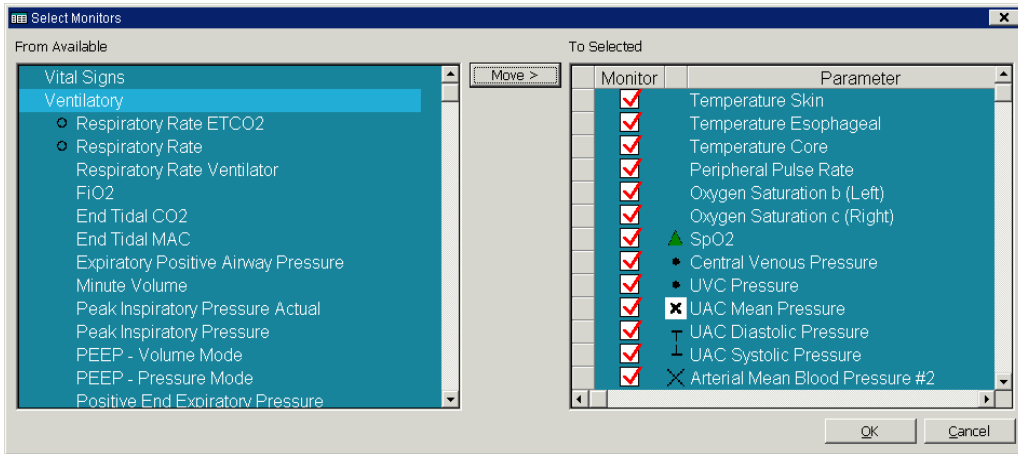 Select Monitors
From Available
To Selected
Vital Signs
Ventilatory
Respiratory Rate ETCO2
Respiratory Rate
Respiratory Rate Ventilator
FiO2
End Tidal CO2
End Tidal MAC
Expiratory Positive Airway Pressure
Minute Volume
Peak Inspiratory Pressure Actual
Peak Inspiratory Pressure
PEEP - Volume Mode
PEEP - Pressure Mode
Positive End Expiratory Pressure
Move >
Monitor Parameter
Temperature Skin
Temperature Esophageal
Temperature Core
Peripheral Pulse Rate
Oxygen Saturation b (Left)
Oxygen Saturation c (Right)
SpO2
Central Venous Pressure
UVC Pressure
UAC Mean Pressure
UAC Diastolic Pressure
UAC Systolic Pressure
Arterial Mean Blood Pressure #2
OK Cancel